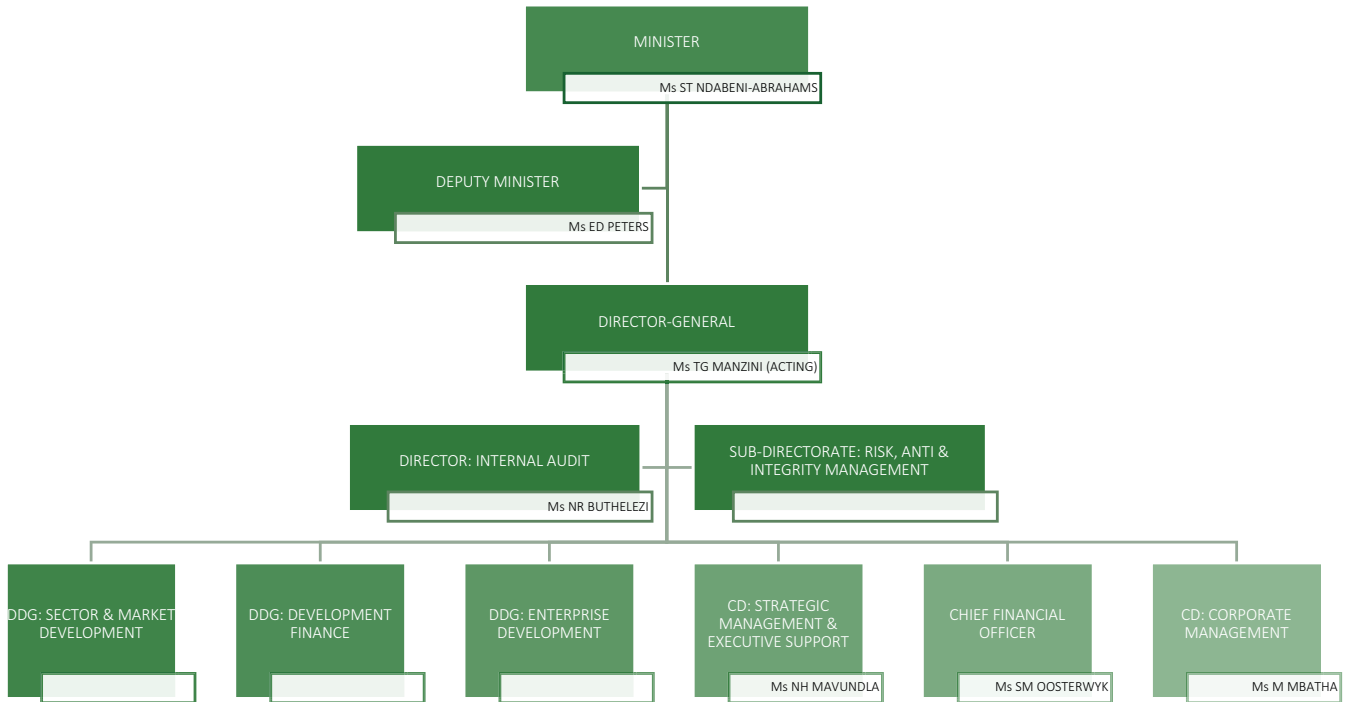 MINISTER
Ms ST NDABENI-ABRAHAMS
DEPUTY MINISTER
Ms ED PETERS
DIRECTOR-GENERAL
Ms TG MANZINI (ACTING)
DIRECTOR: INTERNAL AUDIT
Ms NR BUTHELEZI
SUB-DIRECTORATE: RISK, ANTI &
INTEGRITY MANAGEMENT
DDG: SECTOR & MARKET
DEVELOPMENT
DDG: DEVELOPMENT
FINANCE
DDG: ENTERPRISE
DEVELOPMENT
CD: STRATEGIC
MANAGEMENT &
EXECUTIVE SUPPORT
Ms NH MAVUNDLA
CHIEF FINANCIAL
OFFICER
Ms SM OOSTERWYK
CD: CORPORATE
MANAGEMENT
Ms M MBATHA